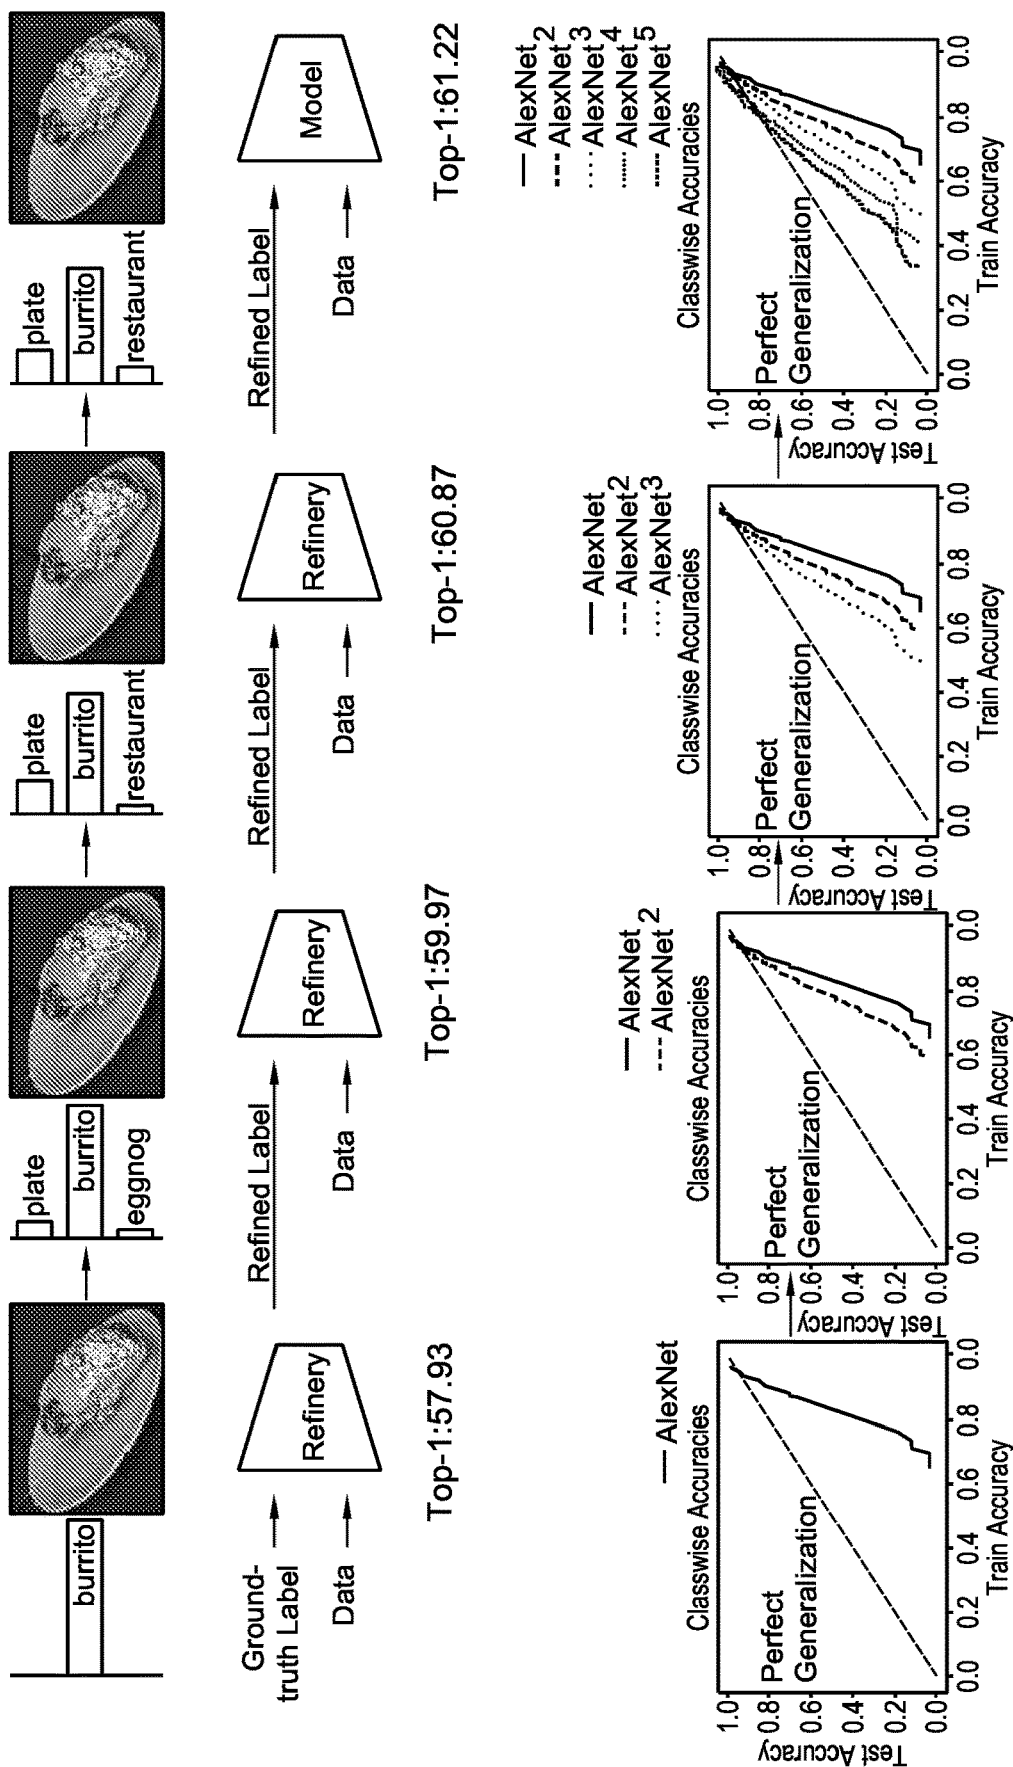 burrito
plate
burrito
eggnog
plate
burrito
restaurant
plate
burrito
restaurant
Ground-
truth Label
Data
Refinery
Refined Label
Data
Refinery
Refined Label
Data
Refinery
Refined Label
Data
Model
Top-1:57.93
Top-1:59.97
Top-1:60.87
Top-1:61.22
AlexNet
Classwise Accuracies
Perfect
Generalization
Test Accuracy
1.0
0.8
0.6
0.4
0.2
0.0
0.0 0.2 0.4 0.6 0.8 0.0
Train Accuracy
AlexNet
AlexNet2
Classwise Accuracies
Perfect
Generalization
Test Accuracy
1.0
0.8
0.6
0.4
0.2
0.0
0.0 0.2 0.4 0.6 0.8 0.0
Train Accuracy
AlexNet
AlexNet2
AlexNet3
Classwise Accuracies
Perfect
Generalization
Test Accuracy
1.0
0.8
0.6
0.4
0.2
0.0
0.0 0.2 0.4 0.6 0.8 0.0
Train Accuracy
AlexNet
AlexNet2
AlexNet3
AlexNet4
AlexNet5
Classwise Accuracies
Perfect
Generalization
Test Accuracy
1.0
0.8
0.6
0.4
0.2
0.0
0.0 0.2 0.4 0.6 0.8 0.0
Train Accuracy